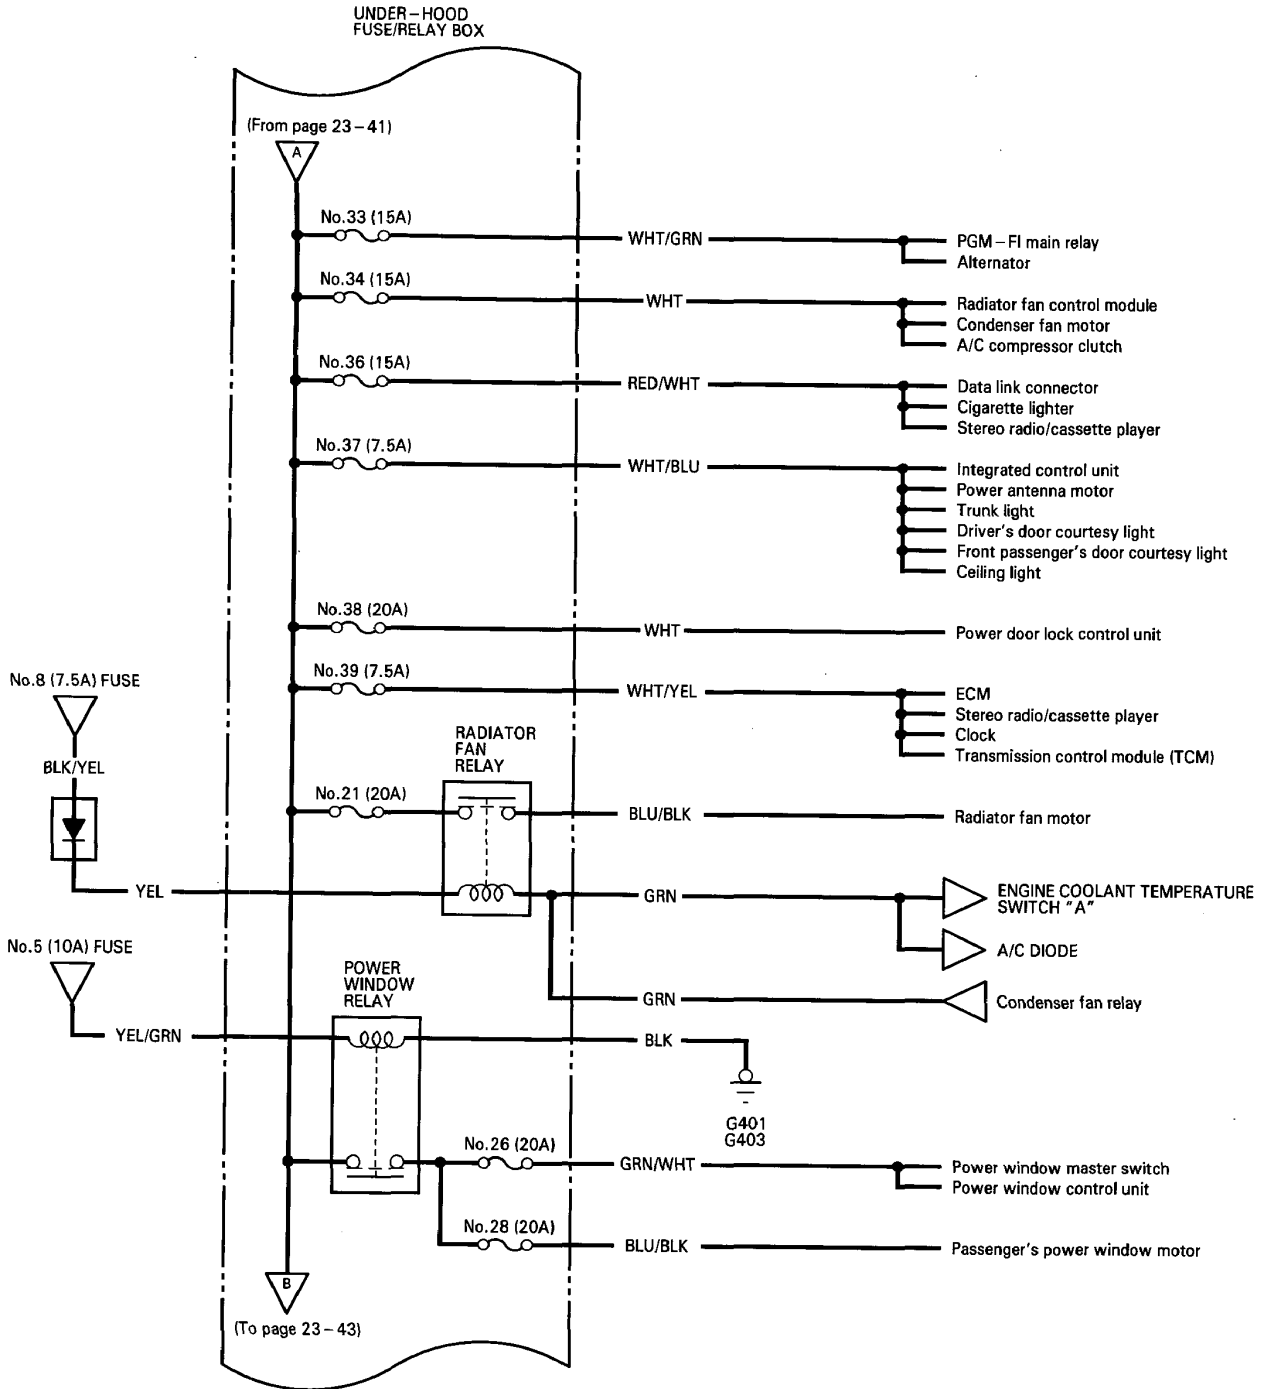 UNDER-HOOD
FUSE/RELAY BOX
(From page 23-41)
A
No.33 (15A)
WHT/GRN
PGM-FI main relay
Alternator
No.34 (15A)
WHT
Radiator fan control module
Condenser fan motor
A/C compressor clutch
No.36 (15A)
RED/WHT
Data link connector
Cigarette lighter
Stereo radio/cassette player
No.37 (7.5A)
WHT/BLU
Integrated control unit
Power antenna motor
Trunk light
Driver's door courtesy light
Front passenger's door courtesy light
Ceiling light
No.38 (20A)
WHT
Power door lock control unit
No.39 (7.5A)
WHT/YEL
ECM
Stereo radio/cassette player
Clock
Transmission control module (TCM)
No.8 (7.5A) FUSE
BLK/YEL
RADIATOR
FAN
RELAY
No.21 (20A)
BLU/BLK
Radiator fan motor
YEL
GRN
ENGINE COOLANT TEMPERATURE
SWITCH "A"
A/C DIODE
No.5 (10A) FUSE
GRN
Condenser fan relay
POWER
WINDOW
RELAY
YEL/GRN
BLK
G401
G403
No.26 (20A)
GRN/WHT
Power window master switch
Power window control unit
No.28 (20A)
BLU/BLK
Passenger's power window motor
B
(To page 23-43)